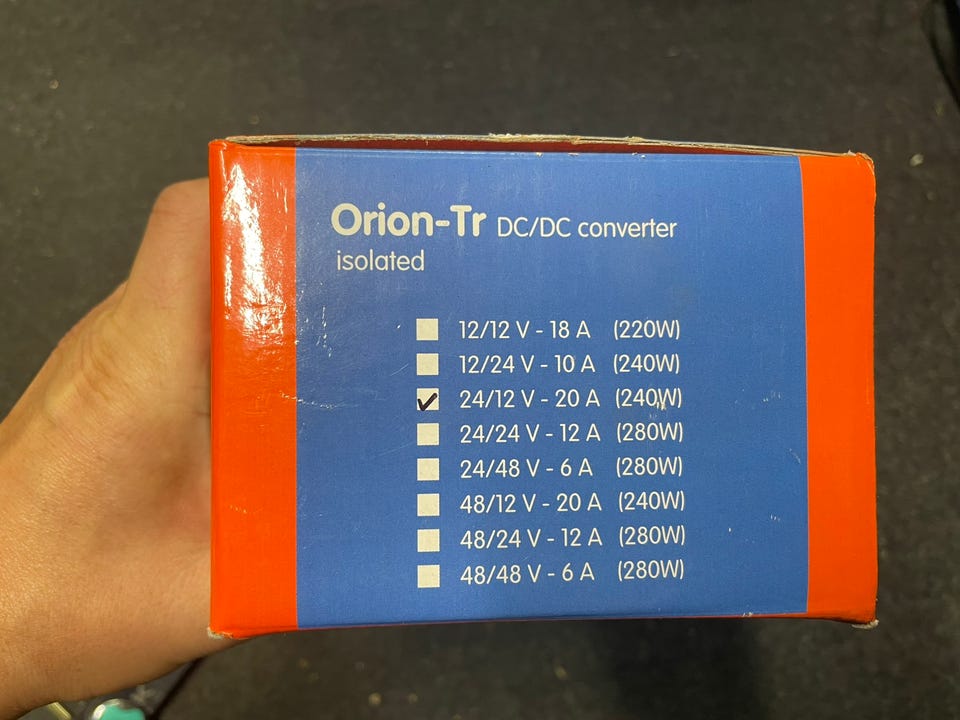 Orion-Tr DC/DC converter
isolated
12/12 V - 18 A (220W)
12/24 V - 10 A (240W)
24/12 V - 20 A (240W)
24/24 V - 12 A (280W)
24/48 V - 6 A (280W)
48/12 V - 20 A (240W)
48/24 V - 12 A (280W)
48/48 V - 6 A (280W)